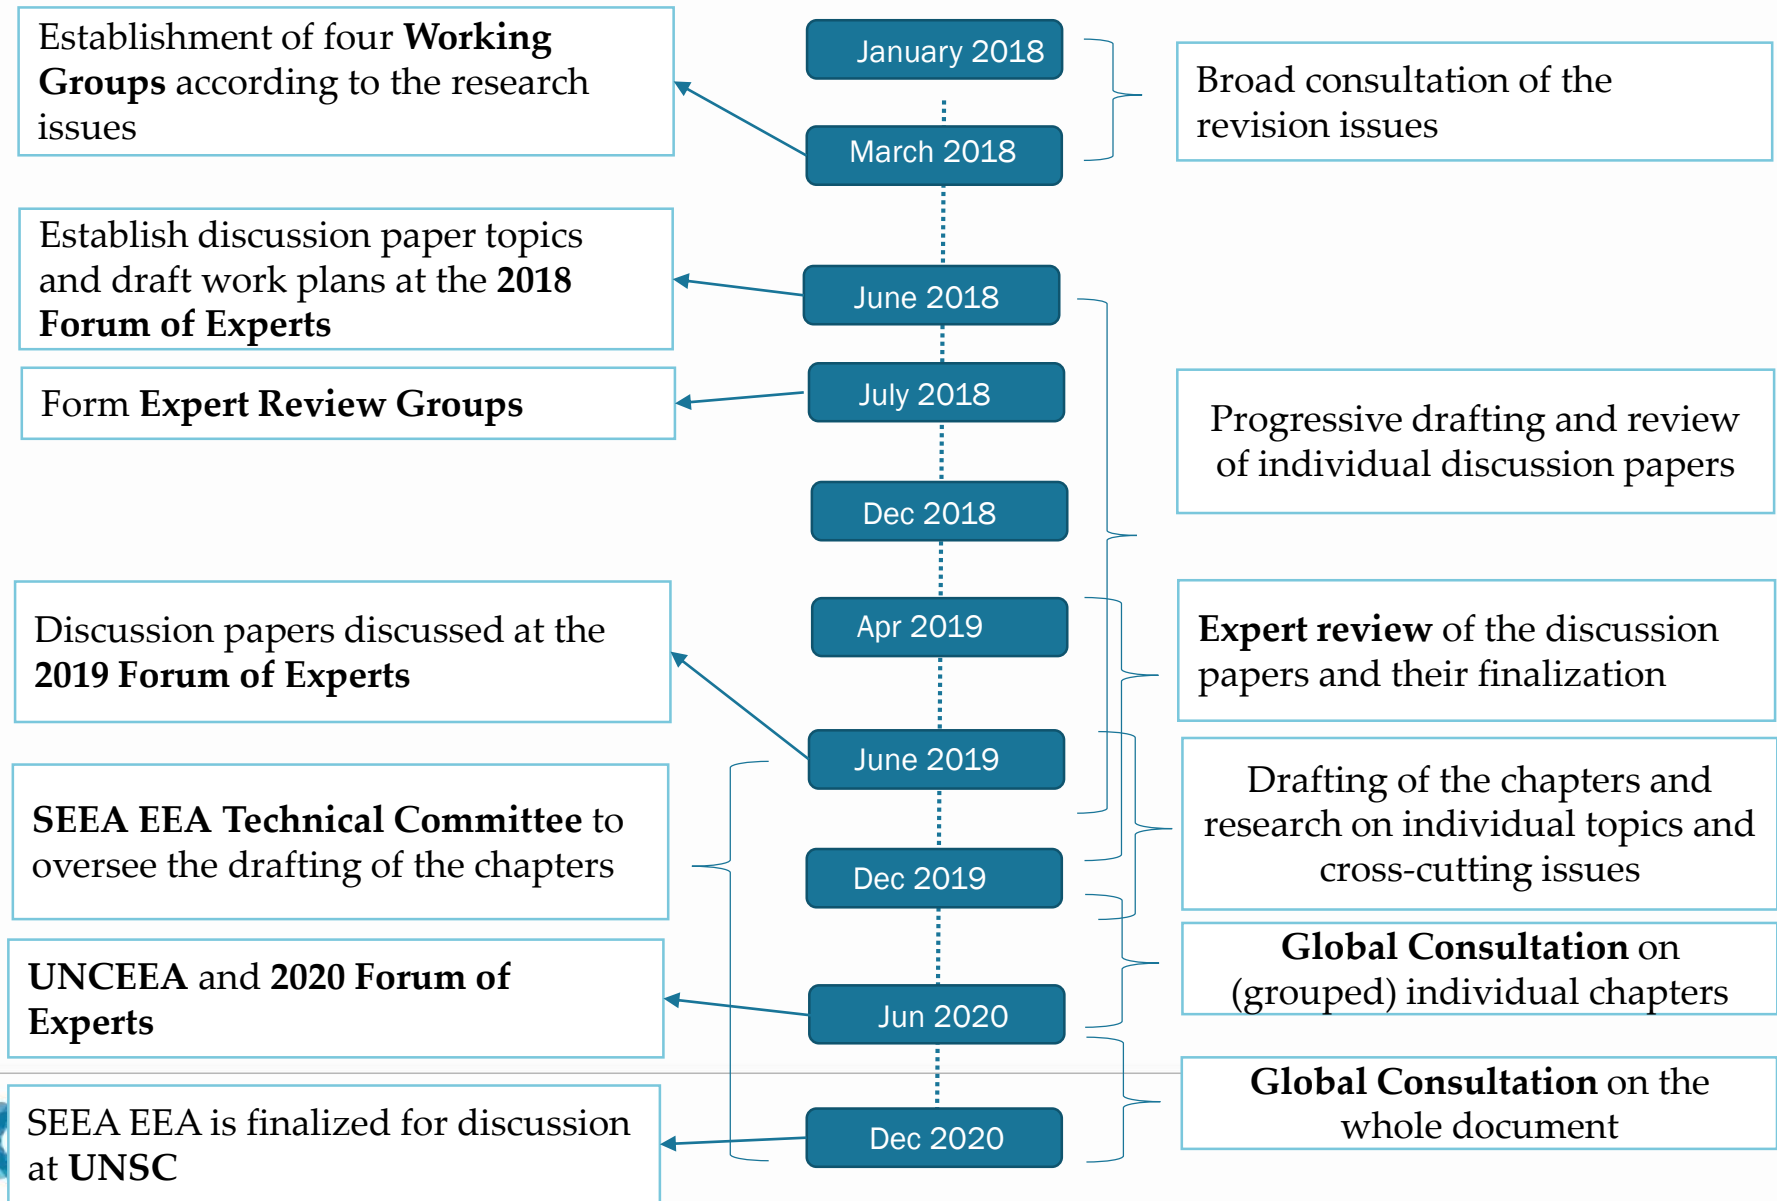 Establishment of four Working
Groups according to the research
issues
January 2018
Broad consultation of the
revision issues
March 2018
Establish discussion paper topics
and draft work plans at the 2018
Forum of Experts
June 2018
Form Expert Review Groups
July 2018
Progressive drafting and review
of individual discussion papers
Dec 2018
Discussion papers discussed at the
2019 Forum of Experts
Apr 2019
Expert review of the discussion
papers and their finalization
June 2019
SEEA EEA Technical Committee to
oversee the drafting of the chapters
Drafting of the chapters and
research on individual topics and
cross-cutting issues
Dec 2019
UNCEEA and 2020 Forum of
Experts
Global Consultation on
(grouped) individual chapters
Jun 2020
SEEA EEA is finalized for discussion
at UNSC
Global Consultation on the
whole document
Dec 2020